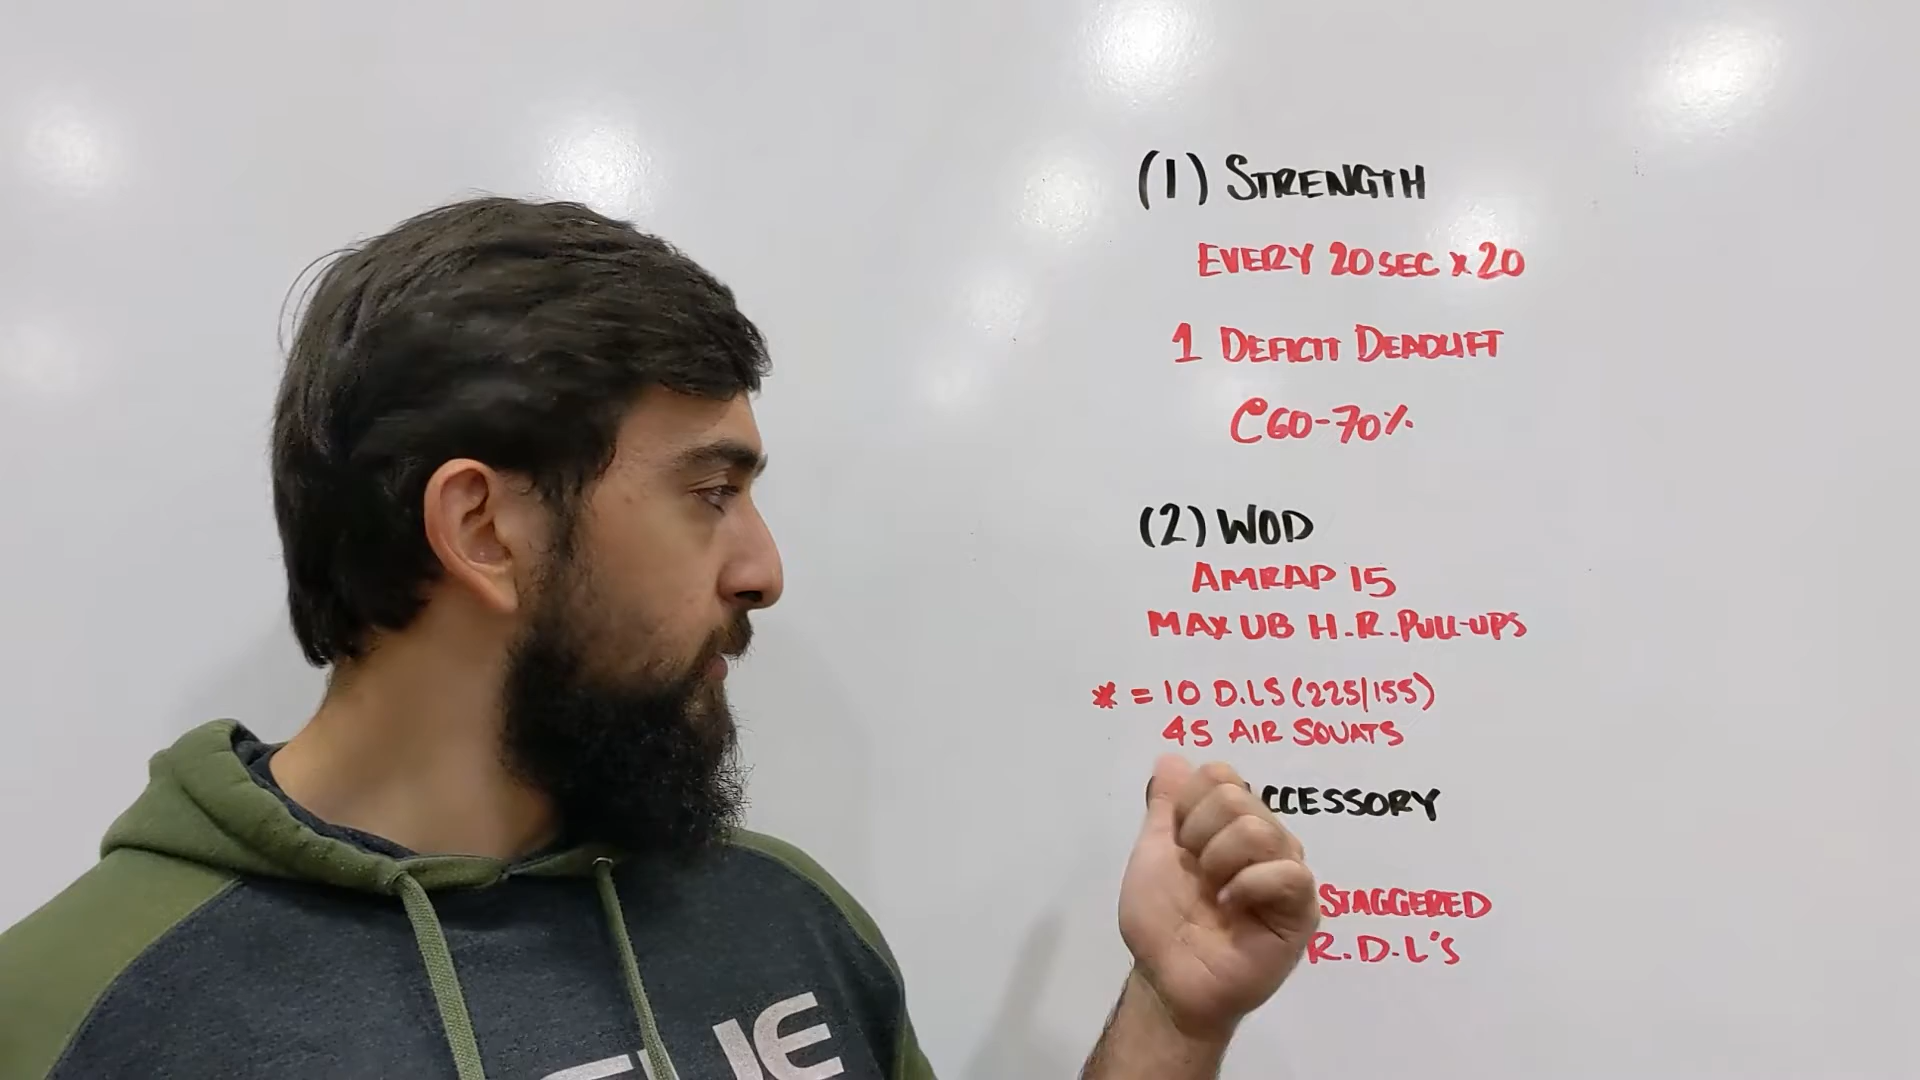 (1) STRENGTH
EVERY 20 SEC x 20
1 DEFICIT DEADLIFT
@60-70%
(2) WOD
AMRAP 15
MAX UB H.R. PULL-UPS
* = 10 D.LS (225/155)
45 AIR SQUATS
STAGGERED
R.D.L'S